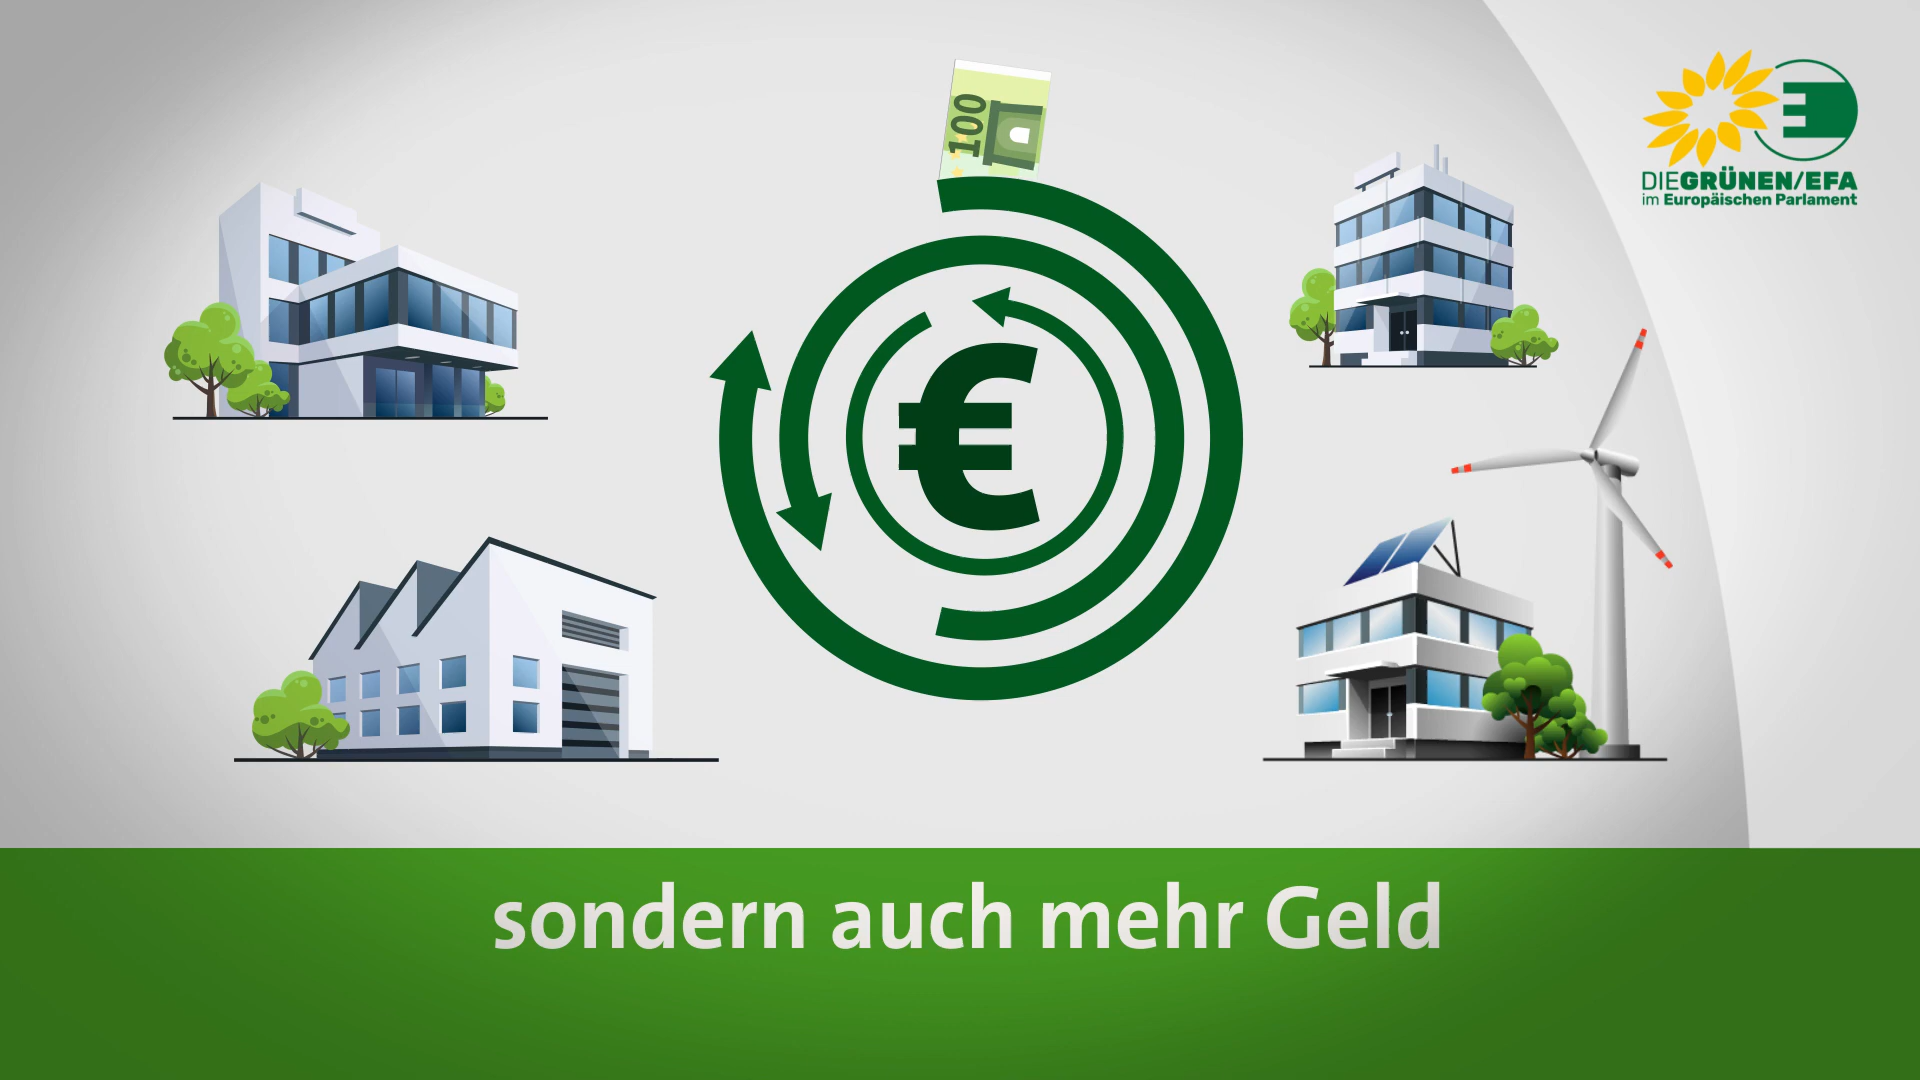 100
DIEGRÜNEN/EFA
im Europäischen Parlament
€
sondern auch mehr Geld